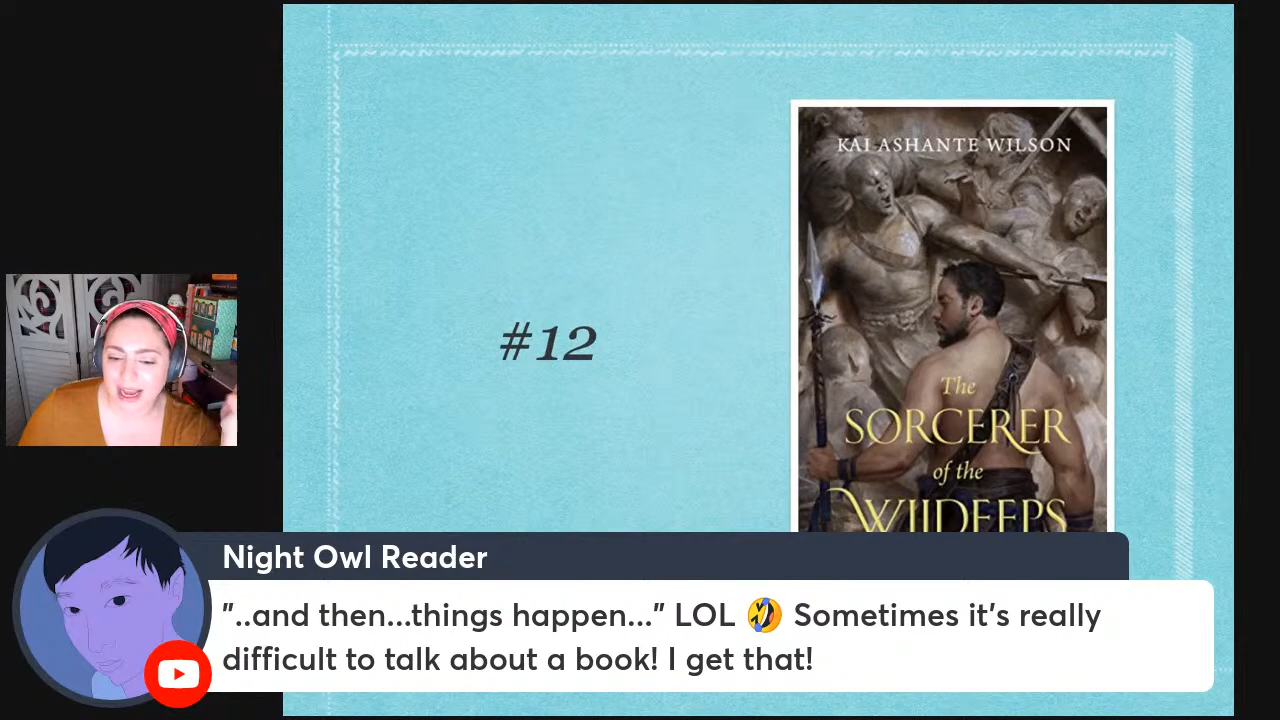 KAI ASHANTE WILSON
#12
The
SORCERER
of the
WILDEEPS
Night Owl Reader
"..and then...things happen..." LOL 🤣 Sometimes it's really
difficult to talk about a book! I get that!